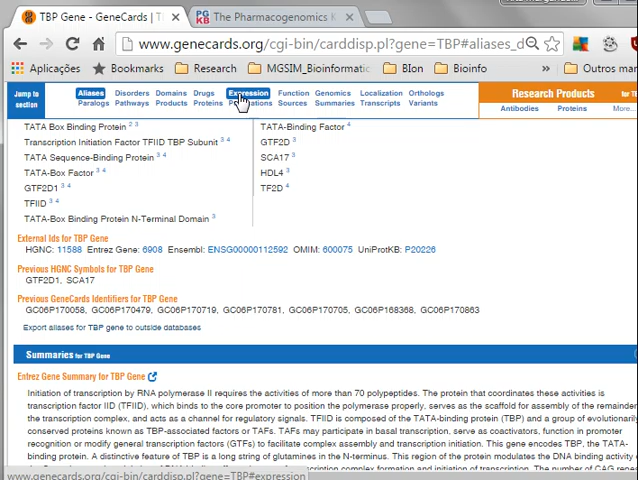 TBP Gene - GeneCards | T
The Pharmacogenomics K
www.genecards.org/cgi-bin/carddisp.pl?gene=TBP#aliases_d
Aplicações Bookmarks Research MGSIM_Bioinformatic BIon Bioinfo Outros mar
Jump to section
Aliases Disorders Domains Drugs Expression Function Genomics Localization Orthologs
Paralogs Pathways Products Proteins Sources Summaries Transcripts Variants
Research Products for TB
Antibodies Proteins More...
TATA Box Binding Protein 2 3
Transcription Initiation Factor TFIID TBP Subunit 3 4
TATA Sequence-Binding Protein 3 4
TATA-Box Factor 3 4
GTF2D1 3 4
TFIID 3 4
TATA-Box Binding Protein N-Terminal Domain 3
TATA-Binding Factor 4
GTF2D 3
SCA17 3
HDL4 3
TF2D 4
External Ids for TBP Gene
HGNC: 11588 Entrez Gene: 6908 Ensembl: ENSG00000112592 OMIM: 600075 UniProtKB: P20226
Previous HGNC Symbols for TBP Gene
GTF2D1, SCA17
Previous GeneCards Identifiers for TBP Gene
GC06P170058, GC06P170479, GC06P170719, GC06P170781, GC06P170705, GC06P168368, GC06P170863
Export aliases for TBP gene to outside databases
Summaries for TBP Gene
Entrez Gene Summary for TBP Gene
Initiation of transcription by RNA polymerase II requires the activities of more than 70 polypeptides. The protein that coordinates these activities is
transcription factor IID (TFIID), which binds to the core promoter to position the polymerase properly, serves as the scaffold for assembly of the remainder
the transcription complex, and acts as a channel for regulatory signals. TFIID is composed of the TATA-binding protein (TBP) and a group of evolutionaril
conserved proteins known as TBP-associated factors or TAFs. TAFs may participate in basal transcription, serve as coactivators, function in promoter
recognition or modify general transcription factors (GTFs) to facilitate complex assembly and transcription initiation. This gene encodes TBP, the TATA-
binding protein. A distinctive feature of TBP is a long string of glutamines in the N-terminal. This region of the protein modulates the DNA binding activit
www.genecards.org/cgi-bin/carddisp.pl?gene=TBP#expression